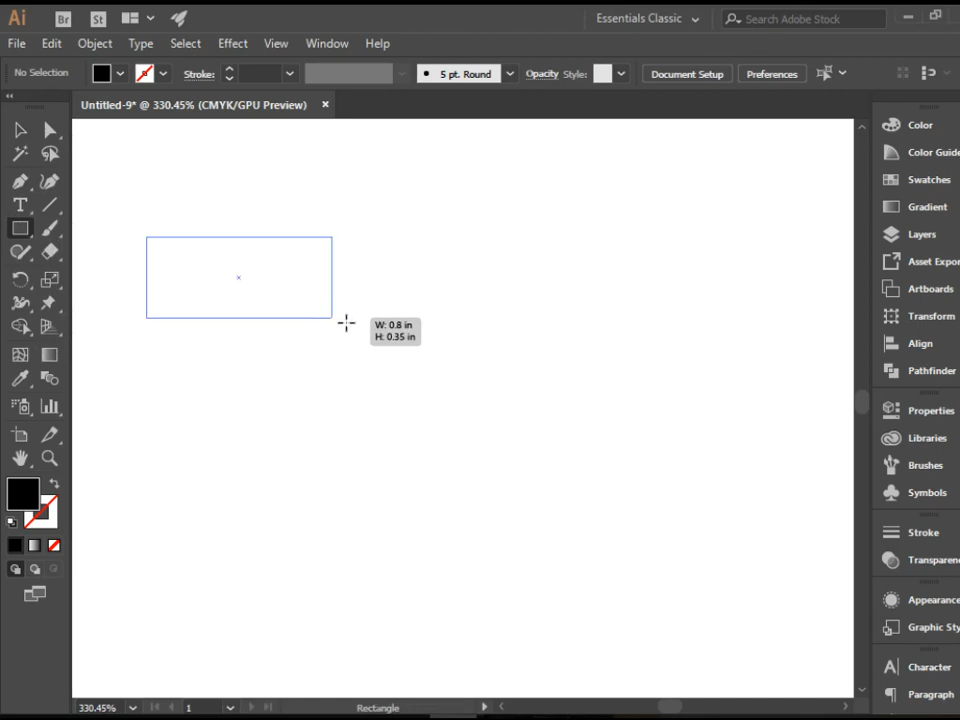 Ai Br St Essentials Classic Search Adobe Stock
File Edit Object Type Select Effect View Window Help
No Selection Stroke: 5 pt. Round Opacity Style: Document Setup Preferences
Untitled-9* @ 330.45% (CMYK/GPU Preview) ×
Color
Color Guide
Swatches
Gradient
Layers
Asset Expor
Artboards
Transform
W: 0.8 in
H: 0.35 in
Align
Pathfinder
Properties
Libraries
Brushes
Symbols
Stroke
Transparen
Appearance
Graphic Sty
Character
Paragraph
330.45% 1 Rectangle